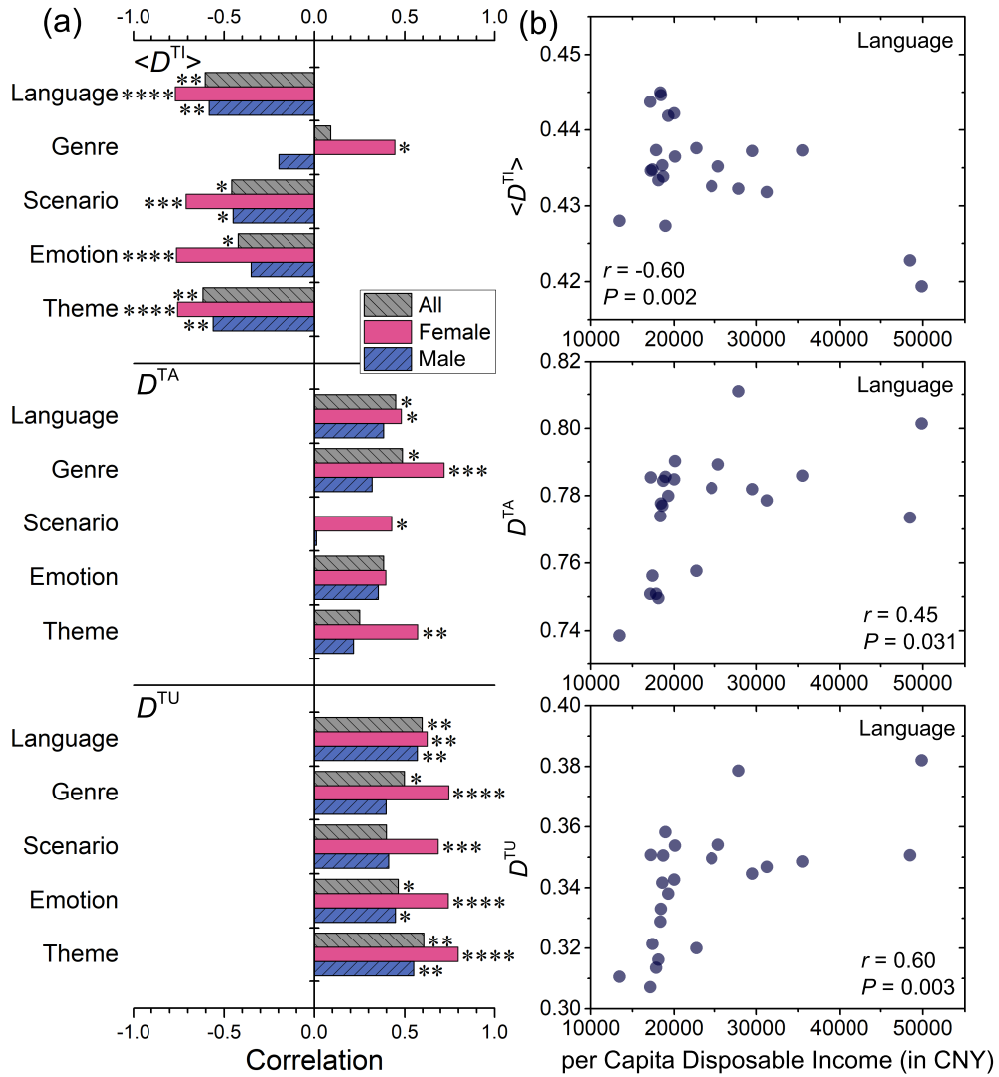 (a)
-1.0 -0.5 0.0 0.5 1.0
<D^TI>
Language ** **** **
Genre *
Scenario * *** *
Emotion * ****
Theme ** **** **
All
Female
Male
D^TA
Language * *
Genre * ***
Scenario *
Emotion
Theme **
D^TU
Language ** ** **
Genre * ****
Scenario ***
Emotion * **** *
Theme ** **** **
-1.0 -0.5 0.0 0.5 1.0
Correlation
(b)
10000 20000 30000 40000 50000
Language
0.45
0.44
0.43
0.42
<D^TI>
r = -0.60
P = 0.002
10000 20000 30000 40000 50000
Language
0.82
0.80
0.78
0.76
0.74
D^TA
r = 0.45
P = 0.031
10000 20000 30000 40000 50000
Language
0.40
0.38
0.36
0.34
0.32
0.30
D^TU
r = 0.60
P = 0.003
10000 20000 30000 40000 50000
per Capita Disposable Income (in CNY)